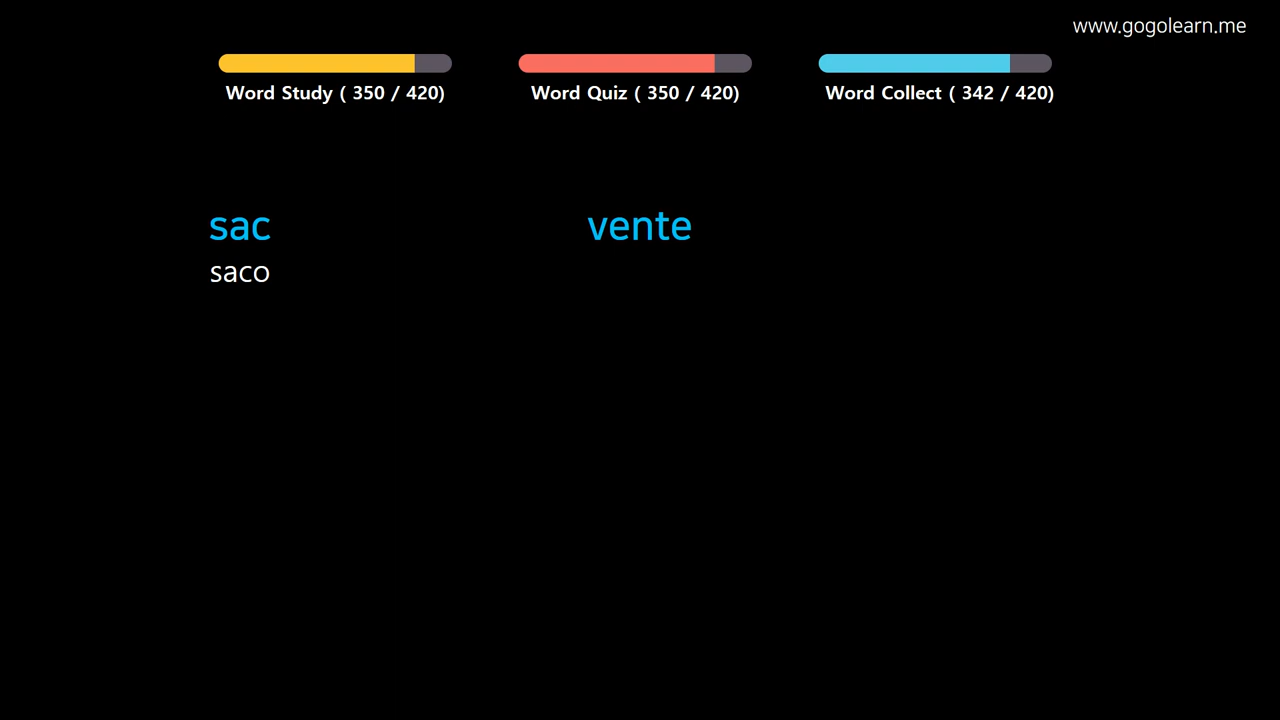 www.gogolearn.me
Word Study ( 350 / 420)
Word Quiz ( 350 / 420)
Word Collect ( 342 / 420)
sac
vente
saco